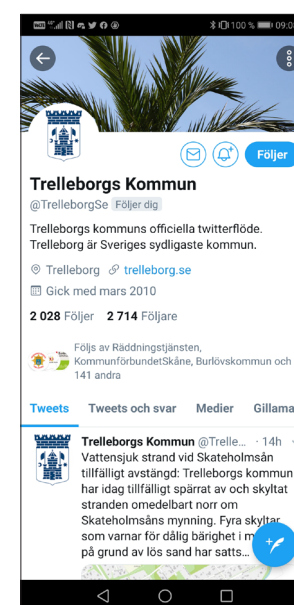 100 % 09:0
Följer
Trelleborgs Kommun
@TrelleborgSe Följer dig
Trelleborgs kommuns officiella twitterflöde.
Trelleborg är Sveriges sydligaste kommun.
Trelleborg trelleborg.se
Gick med mars 2010
2 028 Följer 2 714 Följare
Följs av Räddningstjänsten,
KommunförbundetSkåne, Burlövskommun och
141 andra
Tweets Tweets och svar Medier Gillama
Trelleborgs Kommun @Trelle... · 14h
Vattensjuk strand vid Skateholmsån
tillfälligt avstängd: Trelleborgs kommun
har idag tillfälligt spärrat av och skyltat
stranden omedelbart norr om
Skateholmsåns mynning. Fyra skyltar
som varnar för dålig bärighet i m
på grund av lös sand har satts...